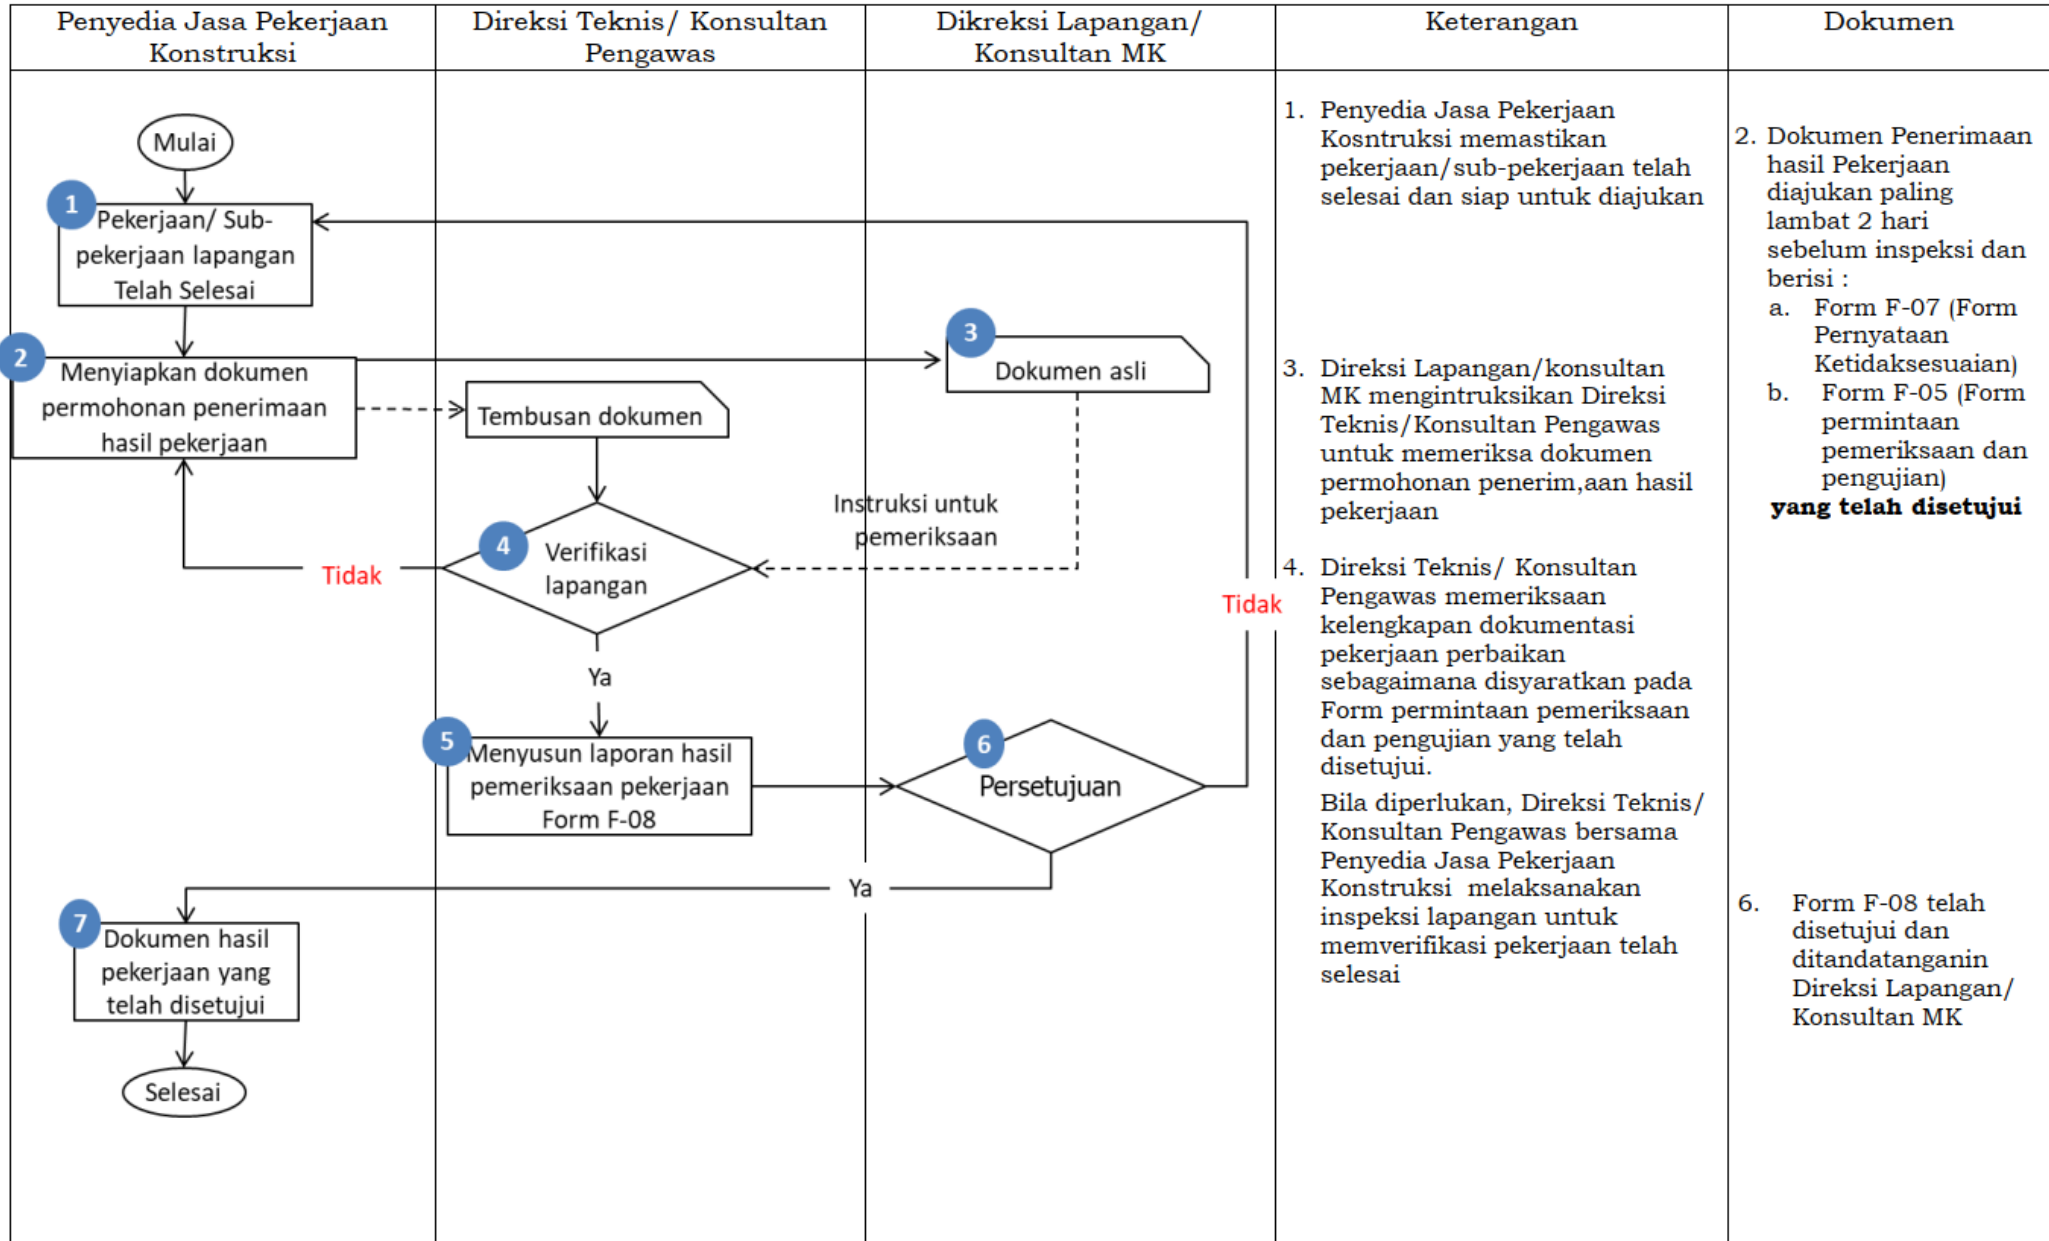 Penyedia Jasa Pekerjaan
Konstruksi
Direksi Teknis/ Konsultan
Pengawas
Dikreksi Lapangan/
Konsultan MK
Keterangan
Dokumen
Mulai
1
Pekerjaan/ Sub-
pekerjaan lapangan
Telah Selesai
2
Menyiapkan dokumen
permohonan penerimaan
hasil pekerjaan
Tembusan dokumen
3
Dokumen asli
Instruksi untuk
pemeriksaan
4
Verifikasi
lapangan
Tidak
Ya
5
Menyusun laporan hasil
pemeriksaan pekerjaan
Form F-08
6
Persetujuan
Tidak
Ya
7
Dokumen hasil
pekerjaan yang
telah disetujui
Selesai
1. Penyedia Jasa Pekerjaan
Kosntruksi memastikan
pekerjaan/sub-pekerjaan telah
selesai dan siap untuk diajukan
3. Direksi Lapangan/konsultan
MK mengintruksikan Direksi
Teknis/Konsultan Pengawas
untuk memeriksa dokumen
permohonan penerim,aan hasil
pekerjaan
4. Direksi Teknis/ Konsultan
Pengawas memeriksaan
kelengkapan dokumentasi
pekerjaan perbaikan
sebagaimana disyaratkan pada
Form permintaan pemeriksaan
dan pengujian yang telah
disetujui.
Bila diperlukan, Direksi Teknis/
Konsultan Pengawas bersama
Penyedia Jasa Pekerjaan
Konstruksi melaksanakan
inspeksi lapangan untuk
memverifikasi pekerjaan telah
selesai
2. Dokumen Penerimaan
hasil Pekerjaan
diajukan paling
lambat 2 hari
sebelum inspeksi dan
berisi :
a. Form F-07 (Form
Pernyataan
Ketidaksesuaian)
b. Form F-05 (Form
permintaan
pemeriksaan dan
pengujian)
yang telah disetujui
6. Form F-08 telah
disetujui dan
ditandatanganin
Direksi Lapangan/
Konsultan MK